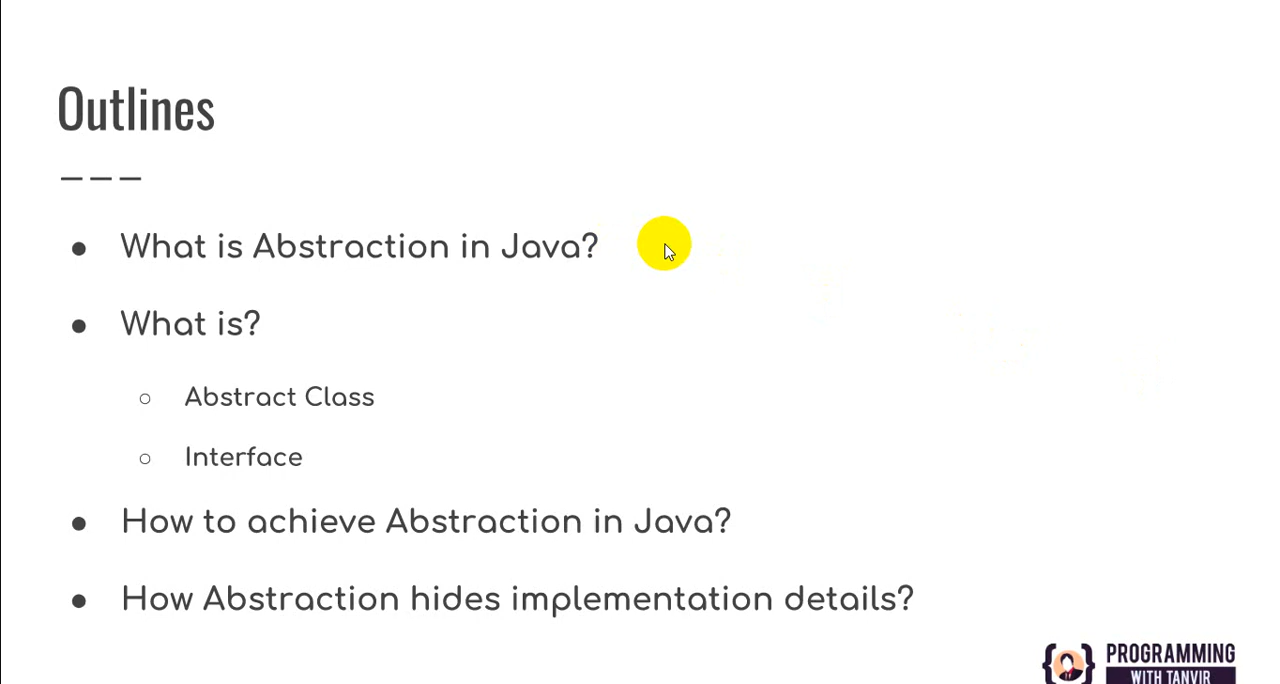 Outlines
What is Abstraction in Java?
What is?
Abstract Class
Interface
How to achieve Abstraction in Java?
How Abstraction hides implementation details?
PROGRAMMING
WITH TANVIR